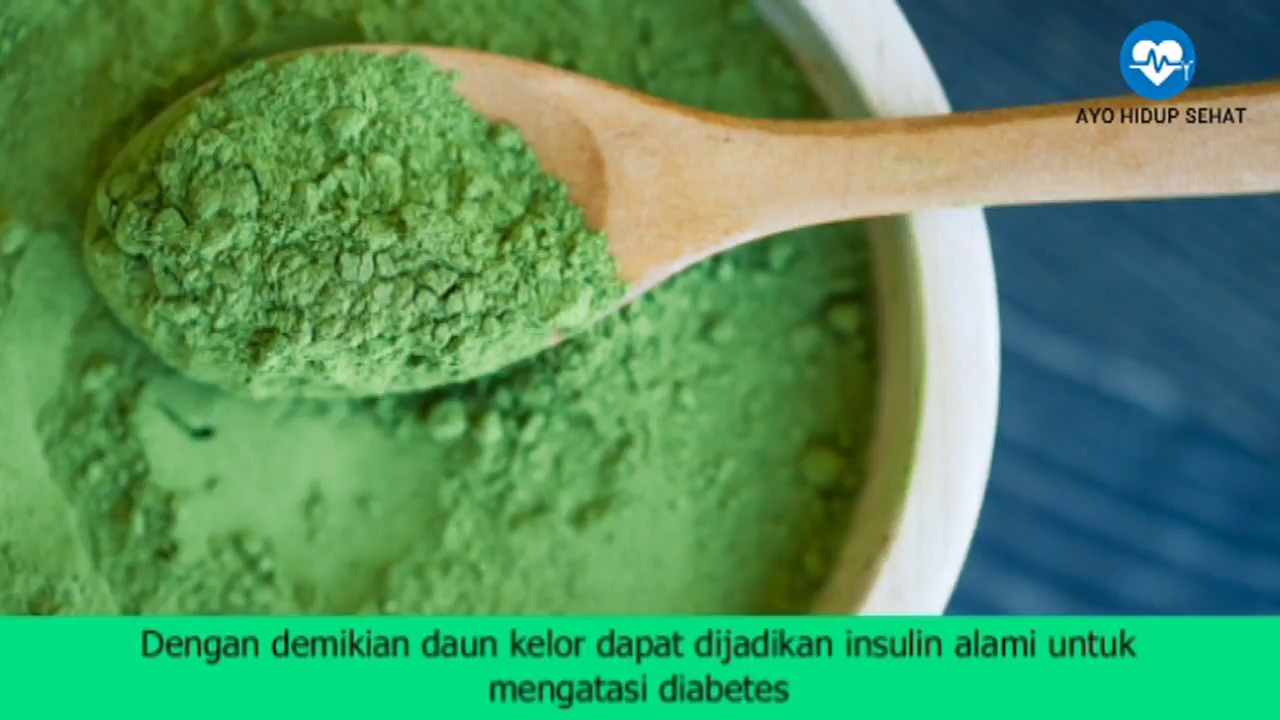 AYO HIDUP SEHAT
Dengan demikian daun kelor dapat dijadikan insulin alami untuk
mengatasi diabetes